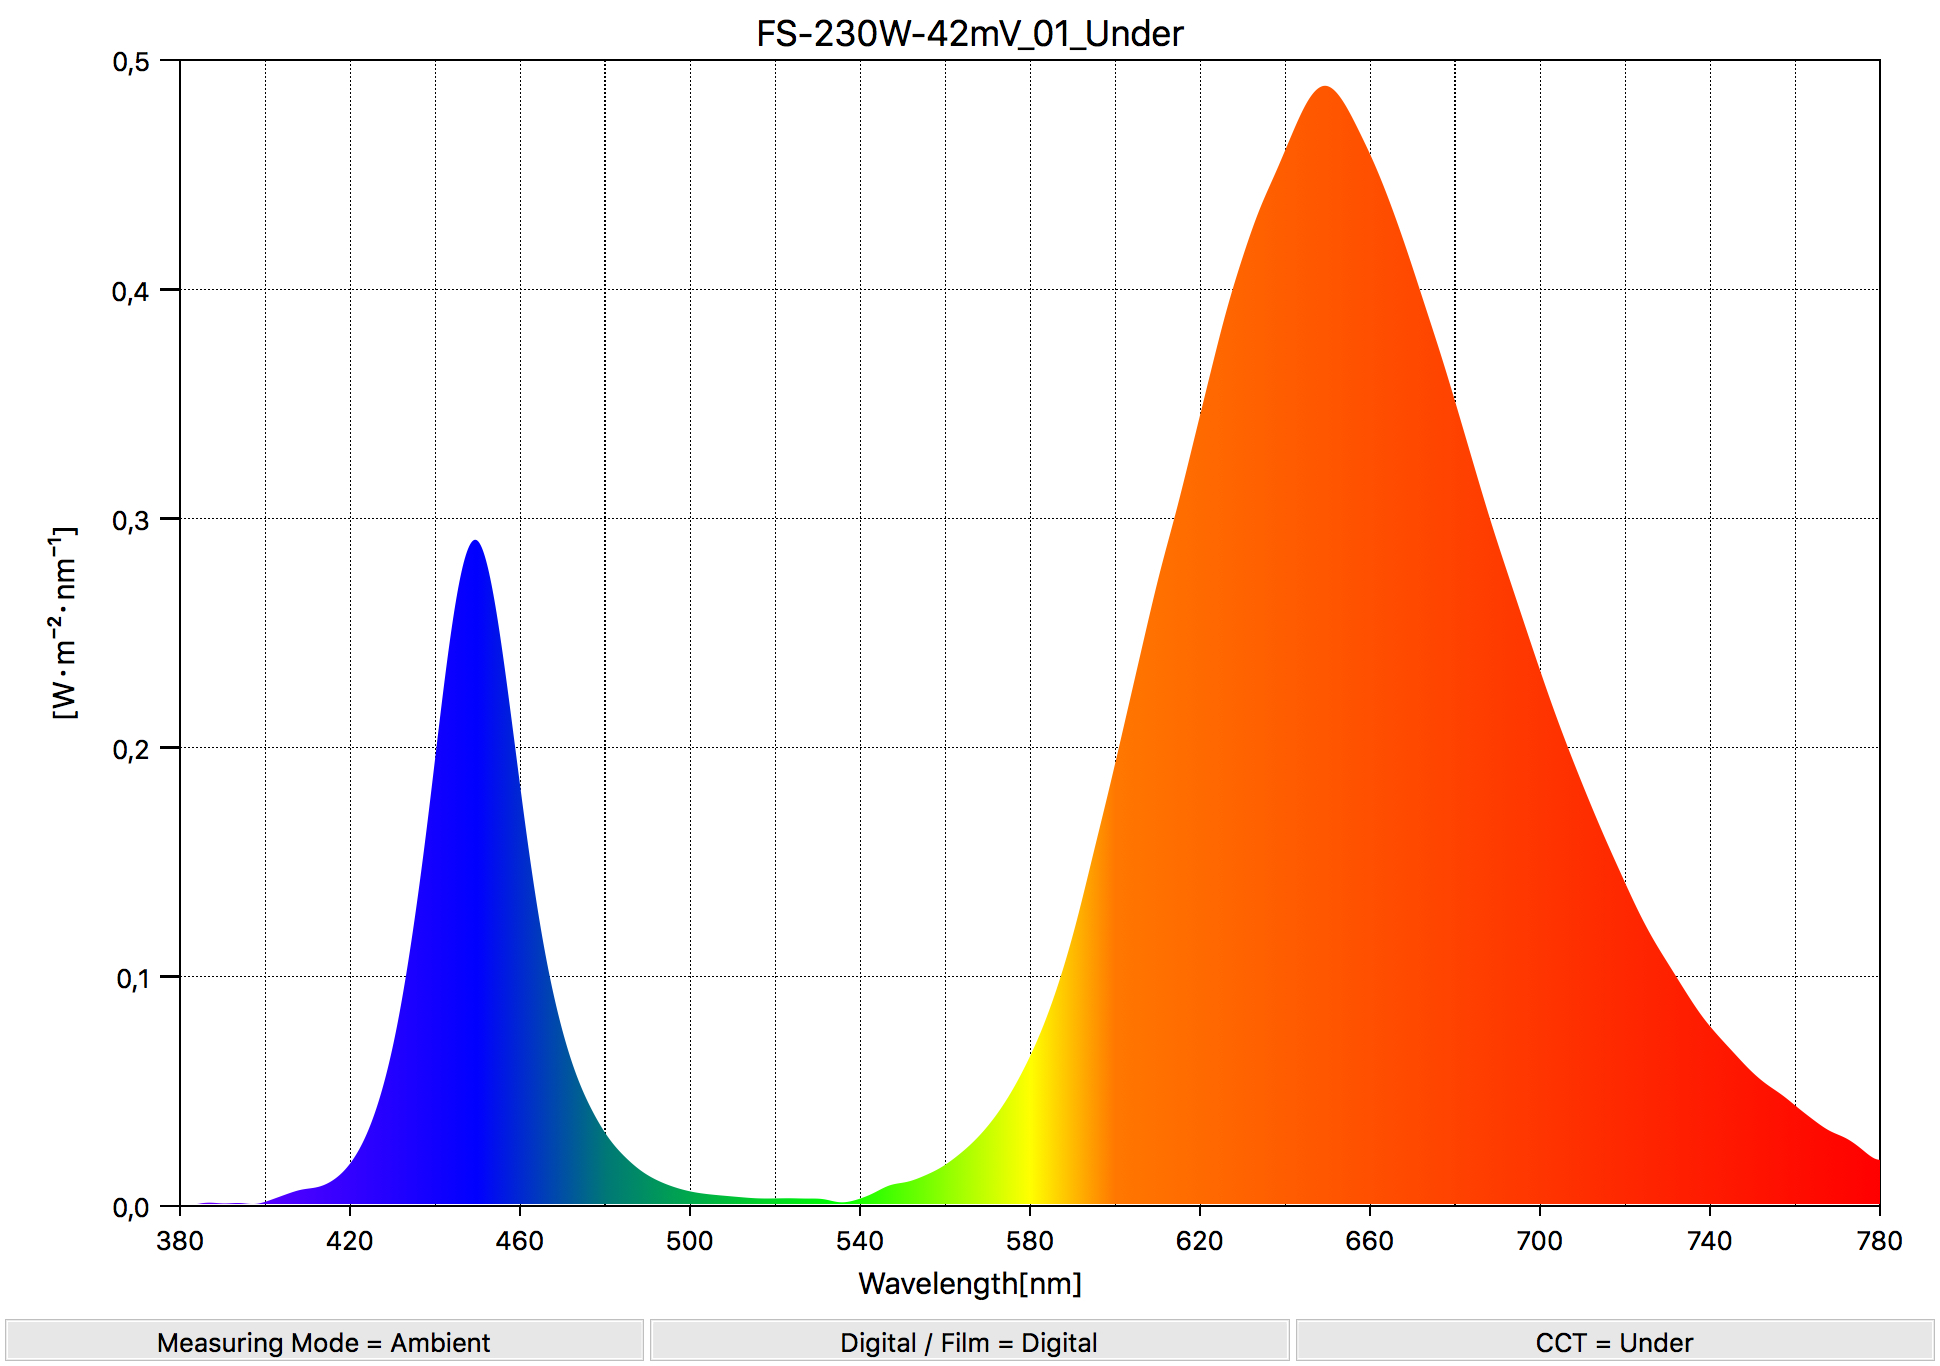 FS-230W-42mV_01_Under
0,5
0,4
0,3
0,2
0,1
0,0
[W·m⁻²·nm⁻¹]
380 420 460 500 540 580 620 660 700 740 780
Wavelength[nm]
Measuring Mode = Ambient
Digital / Film = Digital
CCT = Under